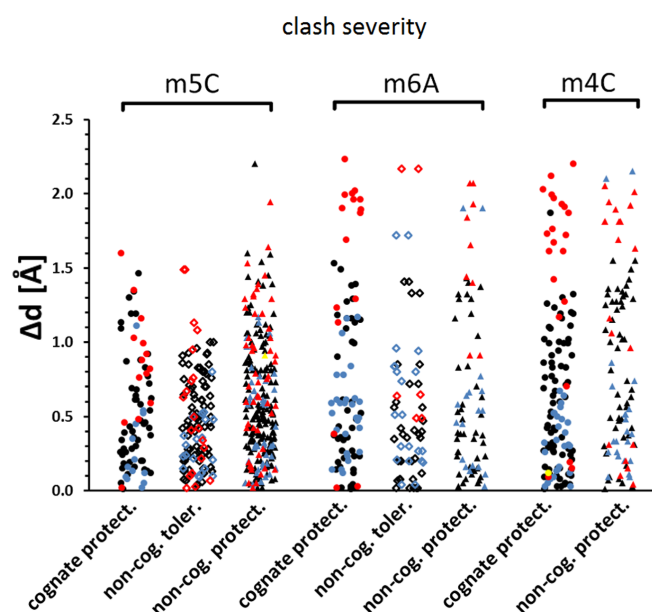 clash severity
m5C m6A m4C
Δd [Å]
2.5
2.0
1.5
1.0
0.5
0.0
cognate protect.
non-cog. toler.
non-cog. protect.
cognate protect.
non-cog. toler.
non-cog. protect.
cognate protect.
non-cog. protect.